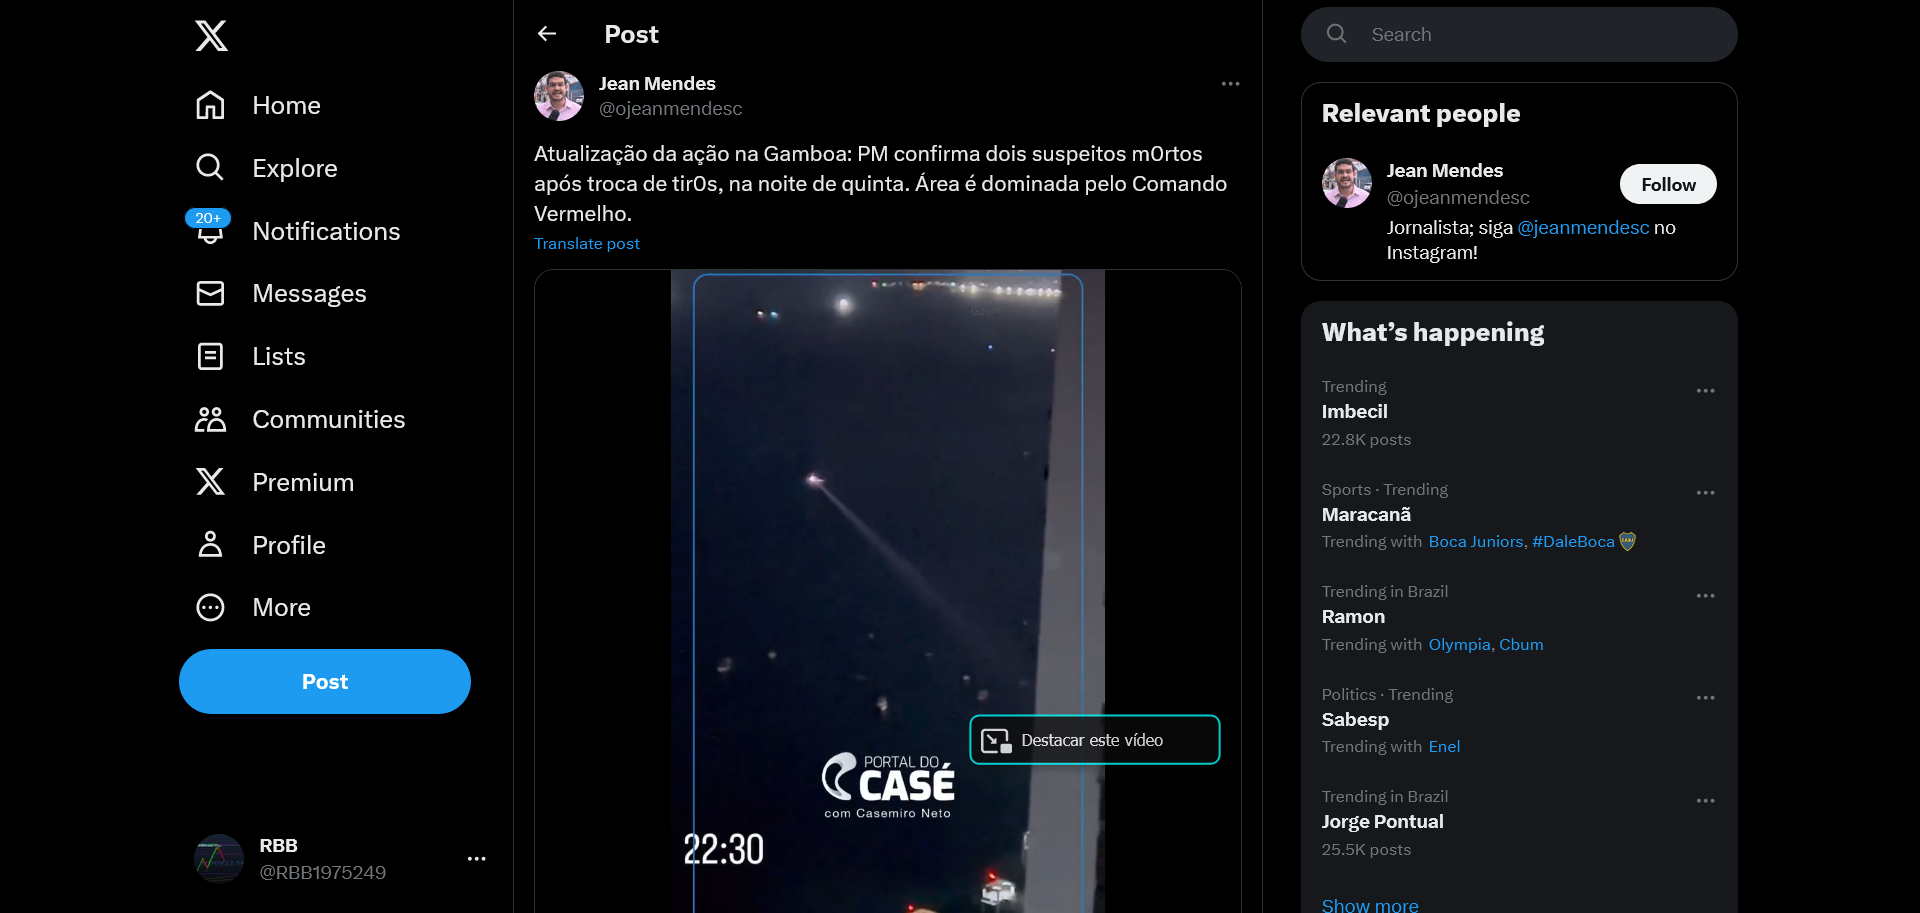 Home
Explore
20+
Notifications
Messages
Lists
Communities
Premium
Profile
More
Post
RBB
@RBB1975249
Post
Jean Mendes
@ojeanmendesc
Atualização da ação na Gamboa: PM confirma dois suspeitos m0rtos
após troca de tir0s, na noite de quinta. Área é dominada pelo Comando
Vermelho.
Translate post
Destacar este vídeo
PORTAL DO
CASÉ
com Casemiro Neto
22:30
Search
Relevant people
Jean Mendes
@ojeanmendesc
Follow
Jornalista; siga @jeanmendesc no
Instagram!
What’s happening
Trending
Imbecil
22.8K posts
Sports · Trending
Maracanã
Trending with Boca Juniors, #DaleBoca
Trending in Brazil
Ramon
Trending with Olympia, Cbum
Politics · Trending
Sabesp
Trending with Enel
Trending in Brazil
Jorge Pontual
25.5K posts
Show more